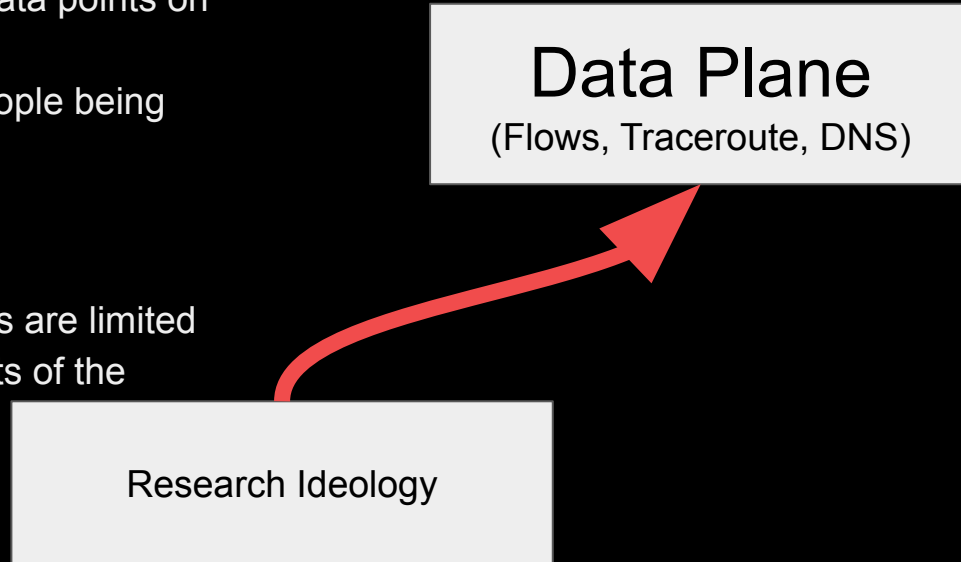 ata points on
Data Plane
(Flows, Traceroute, DNS)
ople being
s are limited
ts of the
Research Ideology